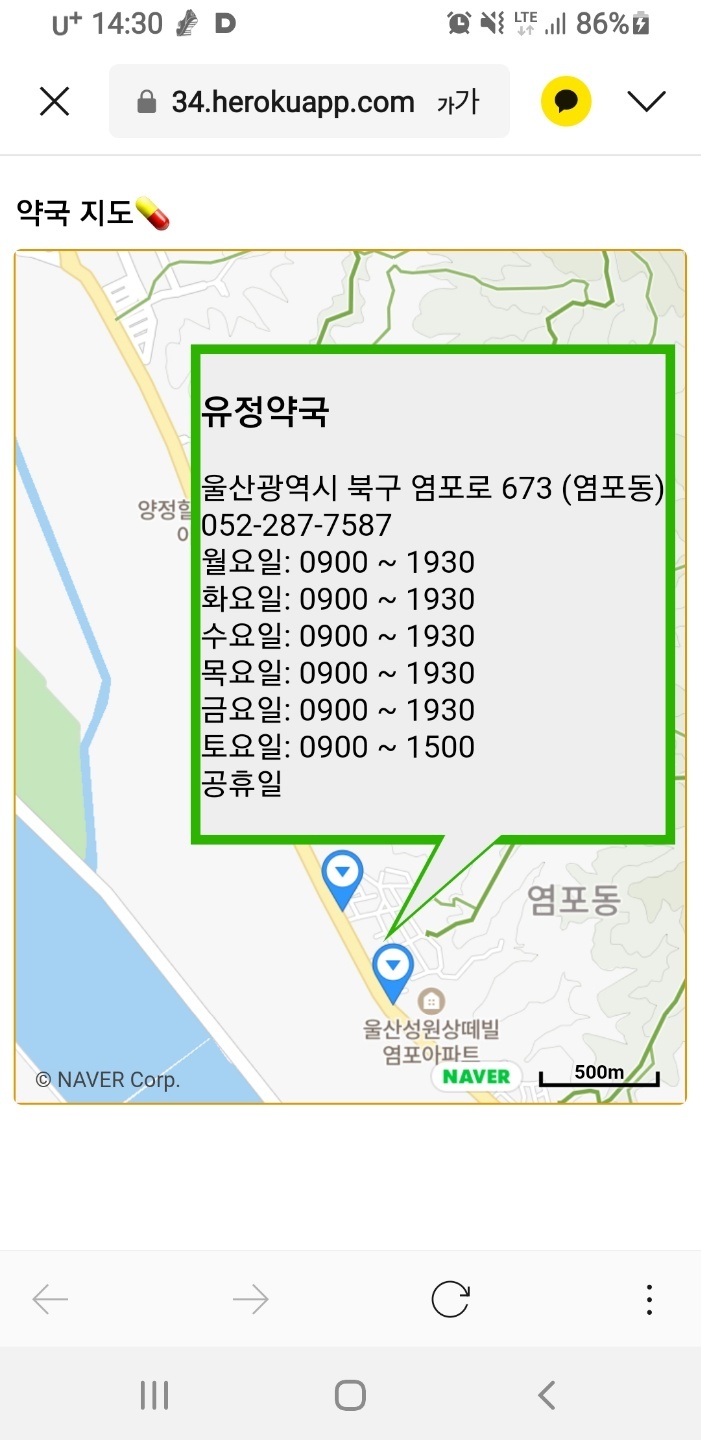 U+ 14:30 D LTE 86%
34.herokuapp.com 가가
약국 지도
유정약국
울산광역시 북구 염포로 673 (염포동)
052-287-7587
월요일: 0900 ~ 1930
화요일: 0900 ~ 1930
수요일: 0900 ~ 1930
목요일: 0900 ~ 1930
금요일: 0900 ~ 1930
토요일: 0900 ~ 1500
공휴일
양정힐
염포동
울산성원상떼빌
염포아파트
© NAVER Corp.
NAVER
500m